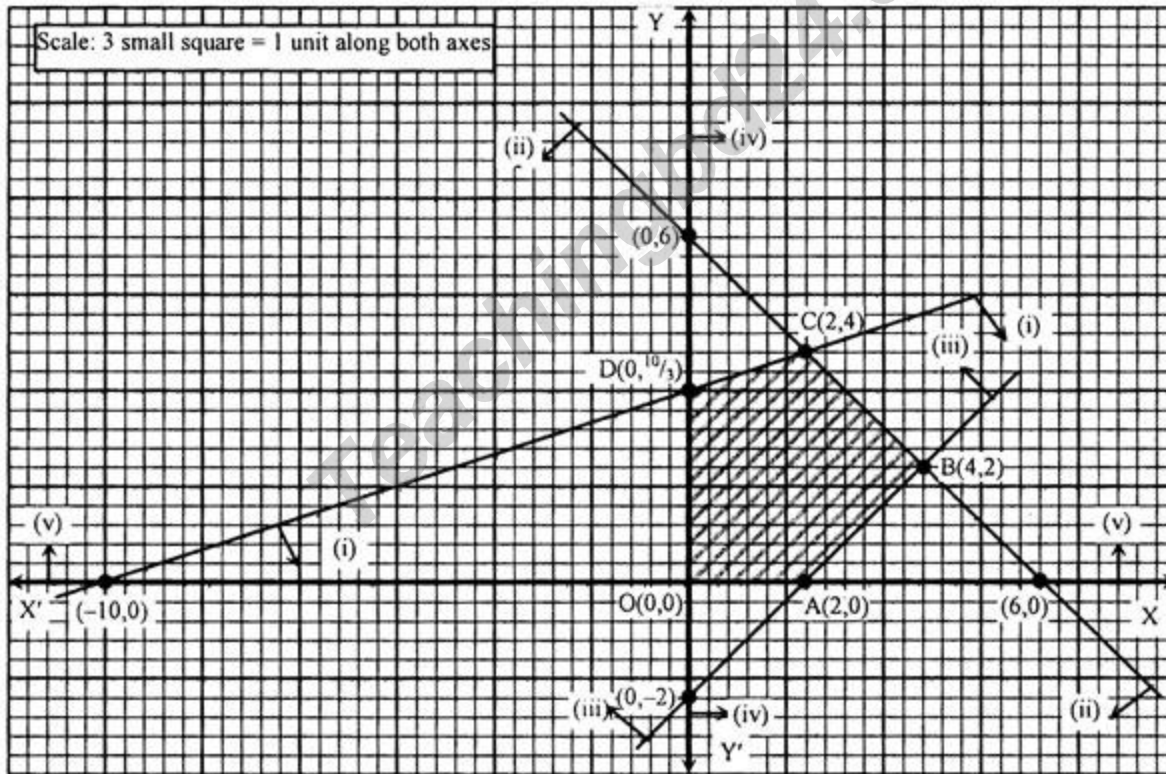 Scale: 3 small square = 1 unit along both axes
Y
(ii)
(iv)
(0,6)
C(2,4)
(i)
(iii)
D(0,10/3)
B(4,2)
(v)
(i)
(v)
X′
(−10,0)
O(0,0)
A(2,0)
(6,0)
X
(iii)
(0,−2)
(iv)
(ii)
Y′
Teachingbd24.c